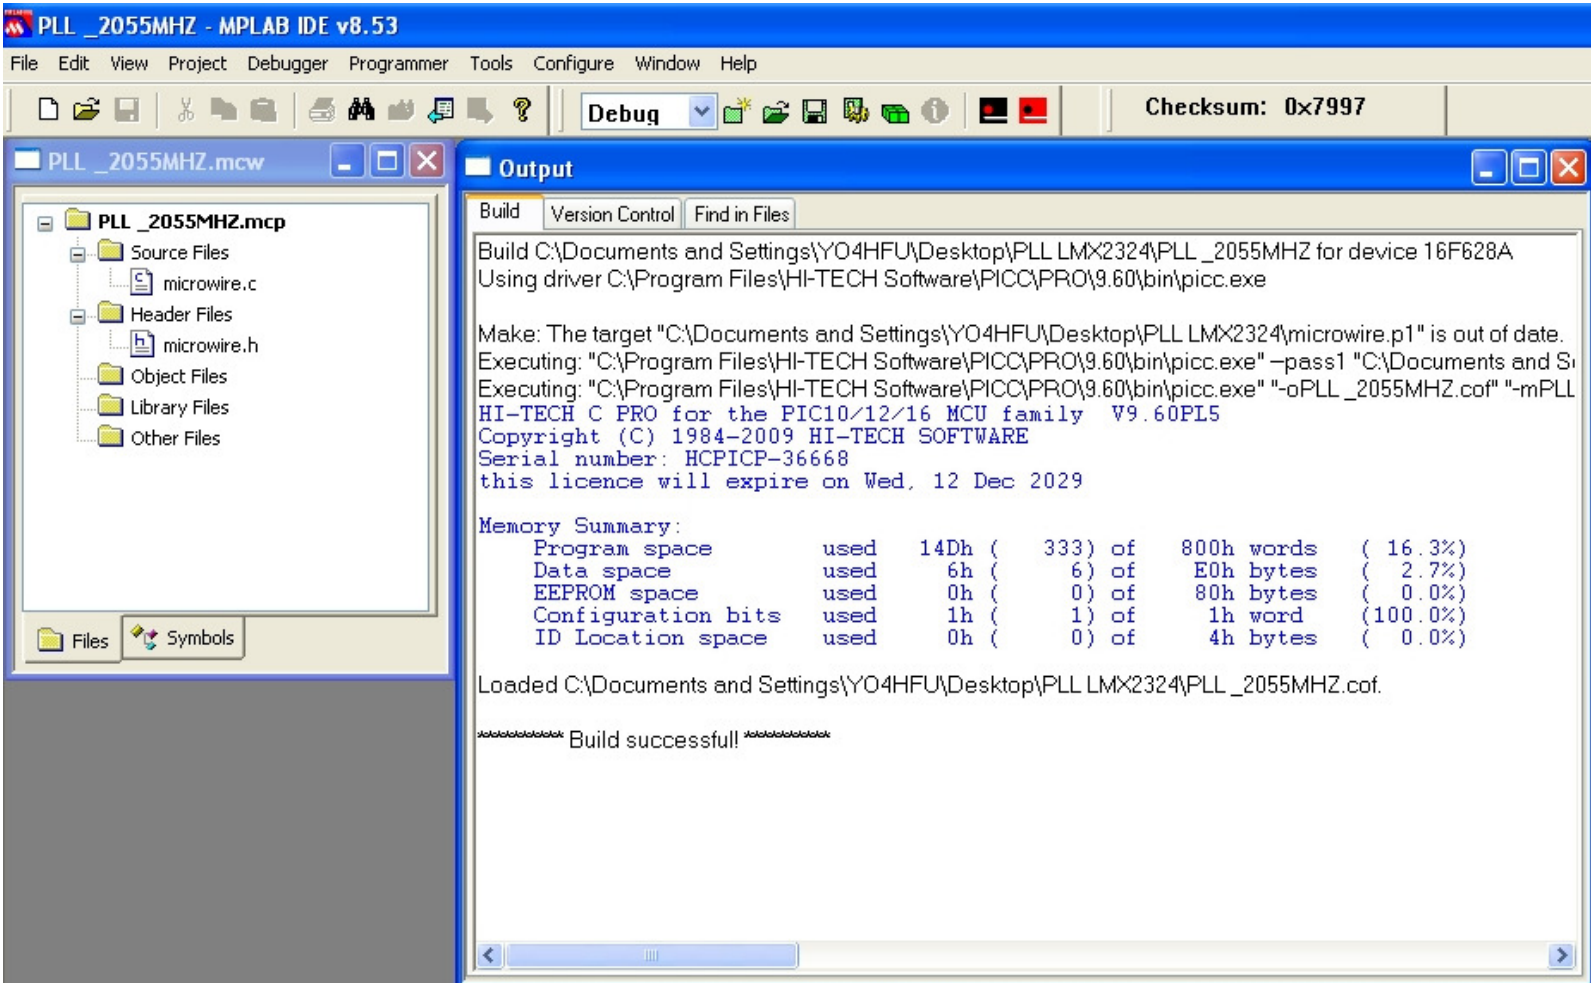 PLL _2055MHZ - MPLAB IDE v8.53
File Edit View Project Debugger Programmer Tools Configure Window Help
Debug
Checksum: 0x7997
PLL _2055MHZ.mcw
PLL _2055MHZ.mcp
Source Files
microwire.c
Header Files
microwire.h
Object Files
Library Files
Other Files
Files Symbols
Output
Build Version Control Find in Files
Build C:\Documents and Settings\YO4HFU\Desktop\PLL LMX2324\PLL _2055MHZ for device 16F628A
Using driver C:\Program Files\HI-TECH Software\PICC\PRO\9.60\bin\picc.exe
Make: The target "C:\Documents and Settings\YO4HFU\Desktop\PLL LMX2324\microwire.p1" is out of date.
Executing: "C:\Program Files\HI-TECH Software\PICC\PRO\9.60\bin\picc.exe" --pass1 "C:\Documents and S
Executing: "C:\Program Files\HI-TECH Software\PICC\PRO\9.60\bin\picc.exe" "-oPLL _2055MHZ.cof" "-mPLL
HI-TECH C PRO for the PIC10/12/16 MCU family V9.60PL5
Copyright (C) 1984-2009 HI-TECH SOFTWARE
Serial number: HCPICP-36668
this licence will expire on Wed, 12 Dec 2029
Memory Summary:
Program space used 14Dh ( 333) of 800h words ( 16.3%)
Data space used 6h ( 6) of E0h bytes ( 2.7%)
EEPROM space used 0h ( 0) of 80h bytes ( 0.0%)
Configuration bits used 1h ( 1) of 1h word (100.0%)
ID Location space used 0h ( 0) of 4h bytes ( 0.0%)
Loaded C:\Documents and Settings\YO4HFU\Desktop\PLL LMX2324\PLL _2055MHZ.cof.
********** Build successful! **********